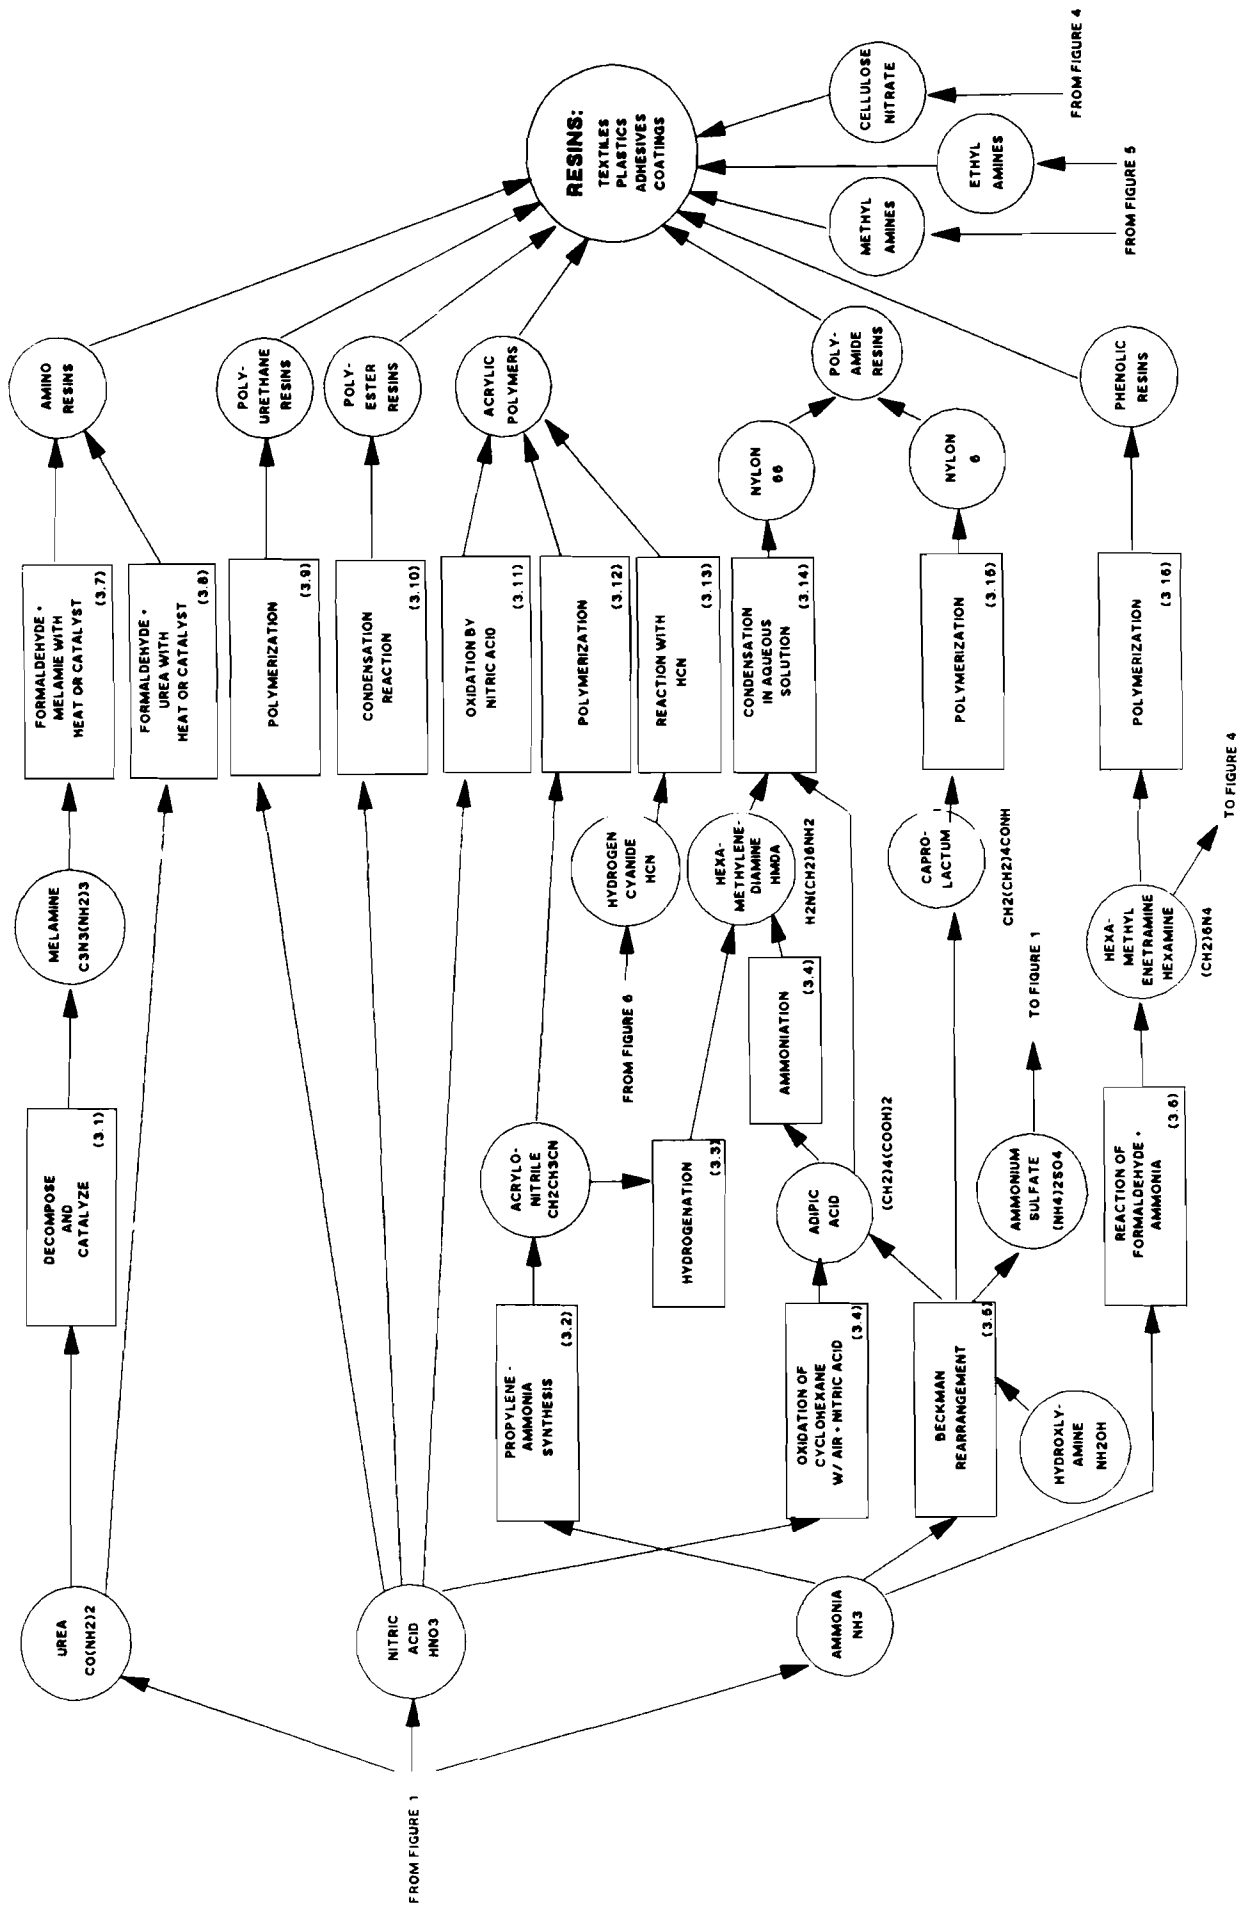 FROM FIGURE 1
UREA
CO(NH2)2
NITRIC
ACID
HNO3
AMMONIA
NH3
DECOMPOSE
AND
CATALYZE
(3.1)
PROPYLENE -
AMMONIA
SYNTHESIS
(3.2)
OXIDATION OF
CYCLOHEXANE
W/ AIR + NITRIC ACID
(3.4)
BECKMAN
REARRANGEMENT
(3.5)
HYDROXLY-
AMINE
NH2OH
MELAMINE
C3N3(NH2)3
ACRYLO-
NITRILE
CH2CH3CN
HYDROGENATION
(3.3)
ADIPIC
ACID
(CH2)4(COOH)2
AMMONIATION
(3.4)
AMMONIUM
SULFATE
(NH4)2SO4
TO FIGURE 1
REACTION OF
FORMALDEHYDE +
AMMONIA
(3.6)
FROM FIGURE 6
HYDROGEN
CYANIDE
HCN
HEXA-
METHYLENE-
DIAMINE
HMDA
H2N(CH2)6NH2
CAPRO-
LACTUM
CH2(CH2)4CONH
HEXA-
METHYL
ENETRAMINE
HEXAMINE
(CH2)6N4
TO FIGURE 4
FORMALDEHYDE +
MELAMIE WITH
HEAT OR CATALYST
(3.7)
FORMALDEHYDE +
UREA WITH
HEAT OR CATALYST
(3.8)
POLYMERIZATION
(3.9)
CONDENSATION
REACTION
(3.10)
OXIDATION BY
NITRIC ACID
(3.11)
POLYMERIZATION
(3.12)
REACTION WITH
HCN
(3.13)
CONDENSATION
IN AQUEOUS
SOLUTION
(3.14)
POLYMERIZATION
(3.15)
POLYMERIZATION
(3 16)
AMINO
RESINS
POLY-
URETHANE
RESINS
POLY-
ESTER
RESINS
ACRYLIC
POLYMERS
NYLON
66
NYLON
6
POLY-
AMIDE
RESINS
PHENOLIC
RESINS
RESINS:
TEXTILES
PLASTICS
ADHESIVES
COATINGS
METHYL
AMINES
ETHYL
AMINES
CELLULOSE
NITRATE
FROM FIGURE 5
FROM FIGURE 4